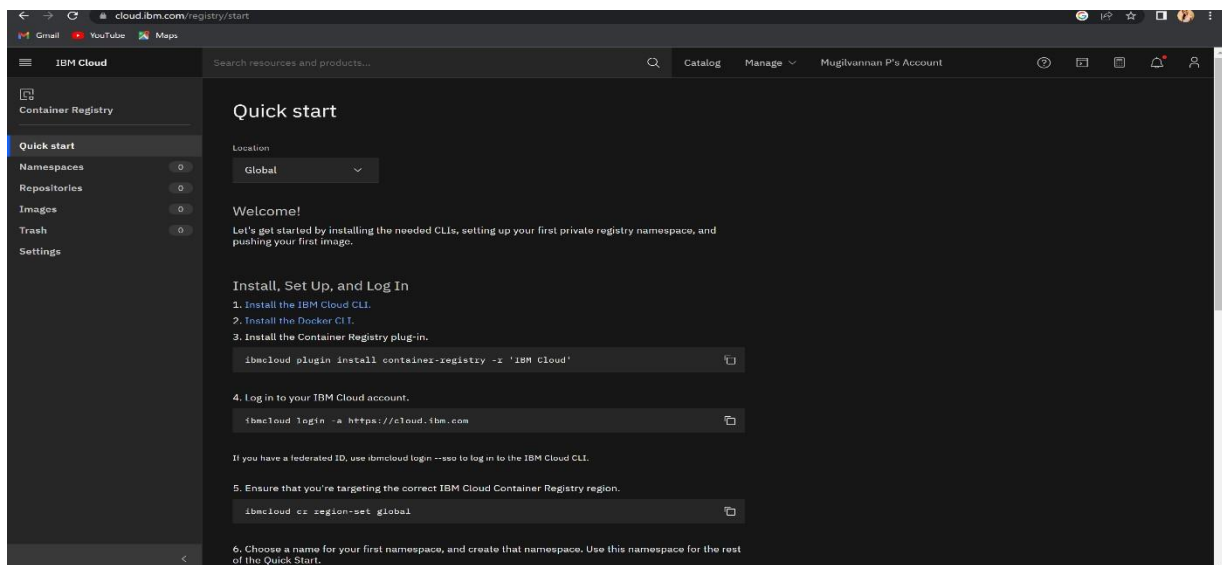 cloud.ibm.com/registry/start
Gmail YouTube Maps
IBM Cloud
Search resources and products...
Catalog
Manage
Mugilvannan P's Account
Container Registry
Quick start
Namespaces 0
Repositories 0
Images 0
Trash 0
Settings
Quick start
Location
Global
Welcome!
Let's get started by installing the needed CLIs, setting up your first private registry namespace, and
pushing your first image.
Install, Set Up, and Log In
1. Install the IBM Cloud CLI.
2. Install the Docker CLI.
3. Install the Container Registry plug-in.
ibmcloud plugin install container-registry -r 'IBM Cloud'
4. Log in to your IBM Cloud account.
ibmcloud login -a https://cloud.ibm.com
If you have a federated ID, use ibmcloud login --sso to log in to the IBM Cloud CLI.
5. Ensure that you're targeting the correct IBM Cloud Container Registry region.
ibmcloud cr region-set global
6. Choose a name for your first namespace, and create that namespace. Use this namespace for the rest
of the Quick Start.